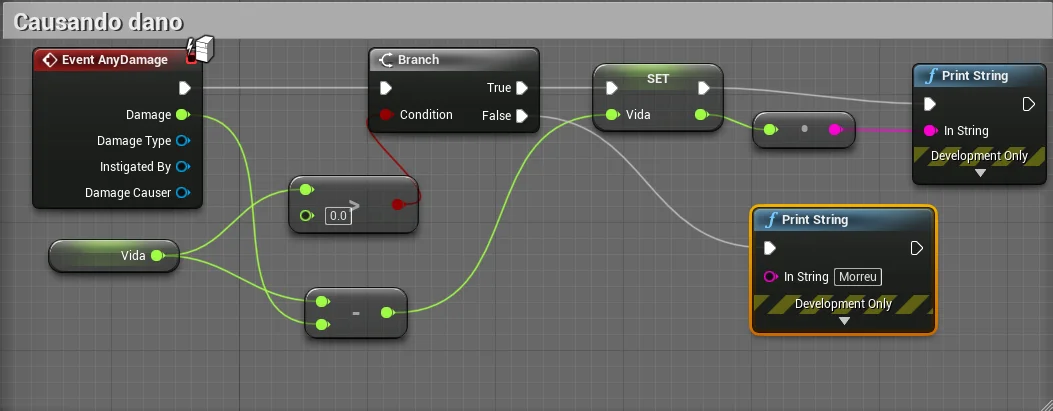 Causando dano
Event AnyDamage
Damage
Damage Type
Instigated By
Damage Causer
Vida
Branch
True
Condition
False
>
0.0
-
SET
Vida
•
f Print String
In String
Development Only
f Print String
In String Morreu
Development Only